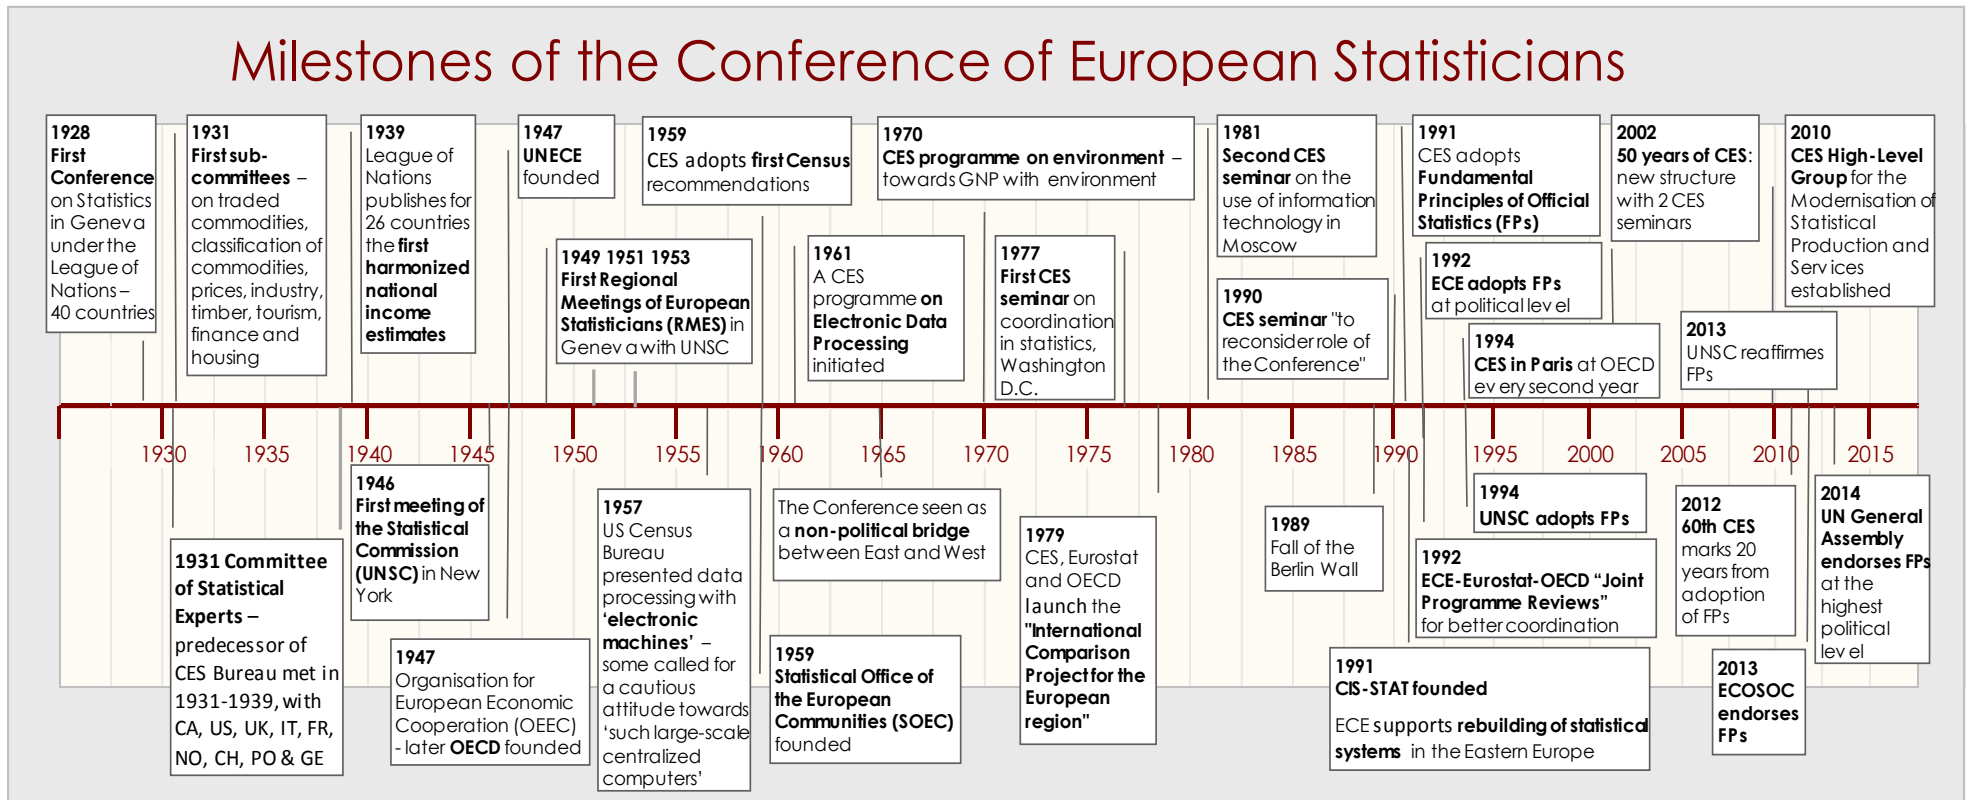 Milestones of the Conference of European Statisticians
1928
First
Conference
on Statistics
in Geneva
under the
League of
Nations –
40 countries
1931
First sub-
committees –
on traded
commodities,
classification of
commodities,
prices, industry,
timber, tourism,
finance and
housing
1939
League of
Nations
publishes for
26 countries
the first
harmonized
national
income
estimates
1947
UNECE
founded
1949 1951 1953
First Regional
Meetings of European
Statisticians (RMES) in
Geneva with UNSC
1959
CES adopts first Census
recommendations
1961
A CES
programme on
Electronic Data
Processing
initiated
1970
CES programme on environment –
towards GNP with environment
1977
First CES
seminar on
coordination
in statistics,
Washington
D.C.
1981
Second CES
seminar on the
use of information
technology in
Moscow
1990
CES seminar "to
reconsider role of
the Conference"
1991
CES adopts
Fundamental
Principles of Official
Statistics (FPs)
1992
ECE adopts FPs
at political level
1994
CES in Paris at OECD
every second year
2002
50 years of CES:
new structure
with 2 CES
seminars
2013
UNSC reaffirmes
FPs
2010
CES High-Level
Group for the
Modernisation of
Statistical
Production and
Services
established
1930 1935 1940 1945 1950 1955 1960 1965 1970 1975 1980 1985 1990 1995 2000 2005 2010 2015
1931 Committee
of Statistical
Experts –
predecessor of
CES Bureau met in
1931-1939, with
CA, US, UK, IT, FR,
NO, CH, PO & GE
1946
First meeting of
the Statistical
Commission
(UNSC) in New
York
1947
Organisation for
European Economic
Cooperation (OEEC)
- later OECD founded
1957
US Census
Bureau
presented data
processing with
‘electronic
machines’ –
some called for
a cautious
attitude towards
‘such large-scale
centralized
computers’
The Conference seen as
a non-political bridge
between East and West
1959
Statistical Office of
the European
Communities (SOEC)
founded
1979
CES, Eurostat
and OECD
launch the
"International
Comparison
Project for the
European
region"
1989
Fall of the
Berlin Wall
1994
UNSC adopts FPs
1992
ECE-Eurostat-OECD “Joint
Programme Reviews”
for better coordination
1991
CIS-STAT founded
ECE supports rebuilding of statistical
systems in the Eastern Europe
2012
60th CES
marks 20
years from
adoption
of FPs
2013
ECOSOC
endorses
FPs
2014
UN General
Assembly
endorses FPs
at the
highest
political
level